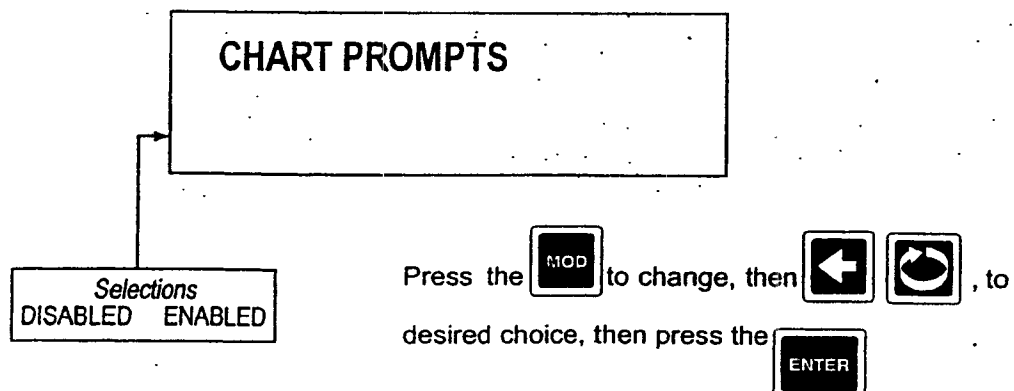 CHART PROMPTS
Selections
DISABLED ENABLED
Press the MOD to change, then , to
desired choice, then press the ENTER